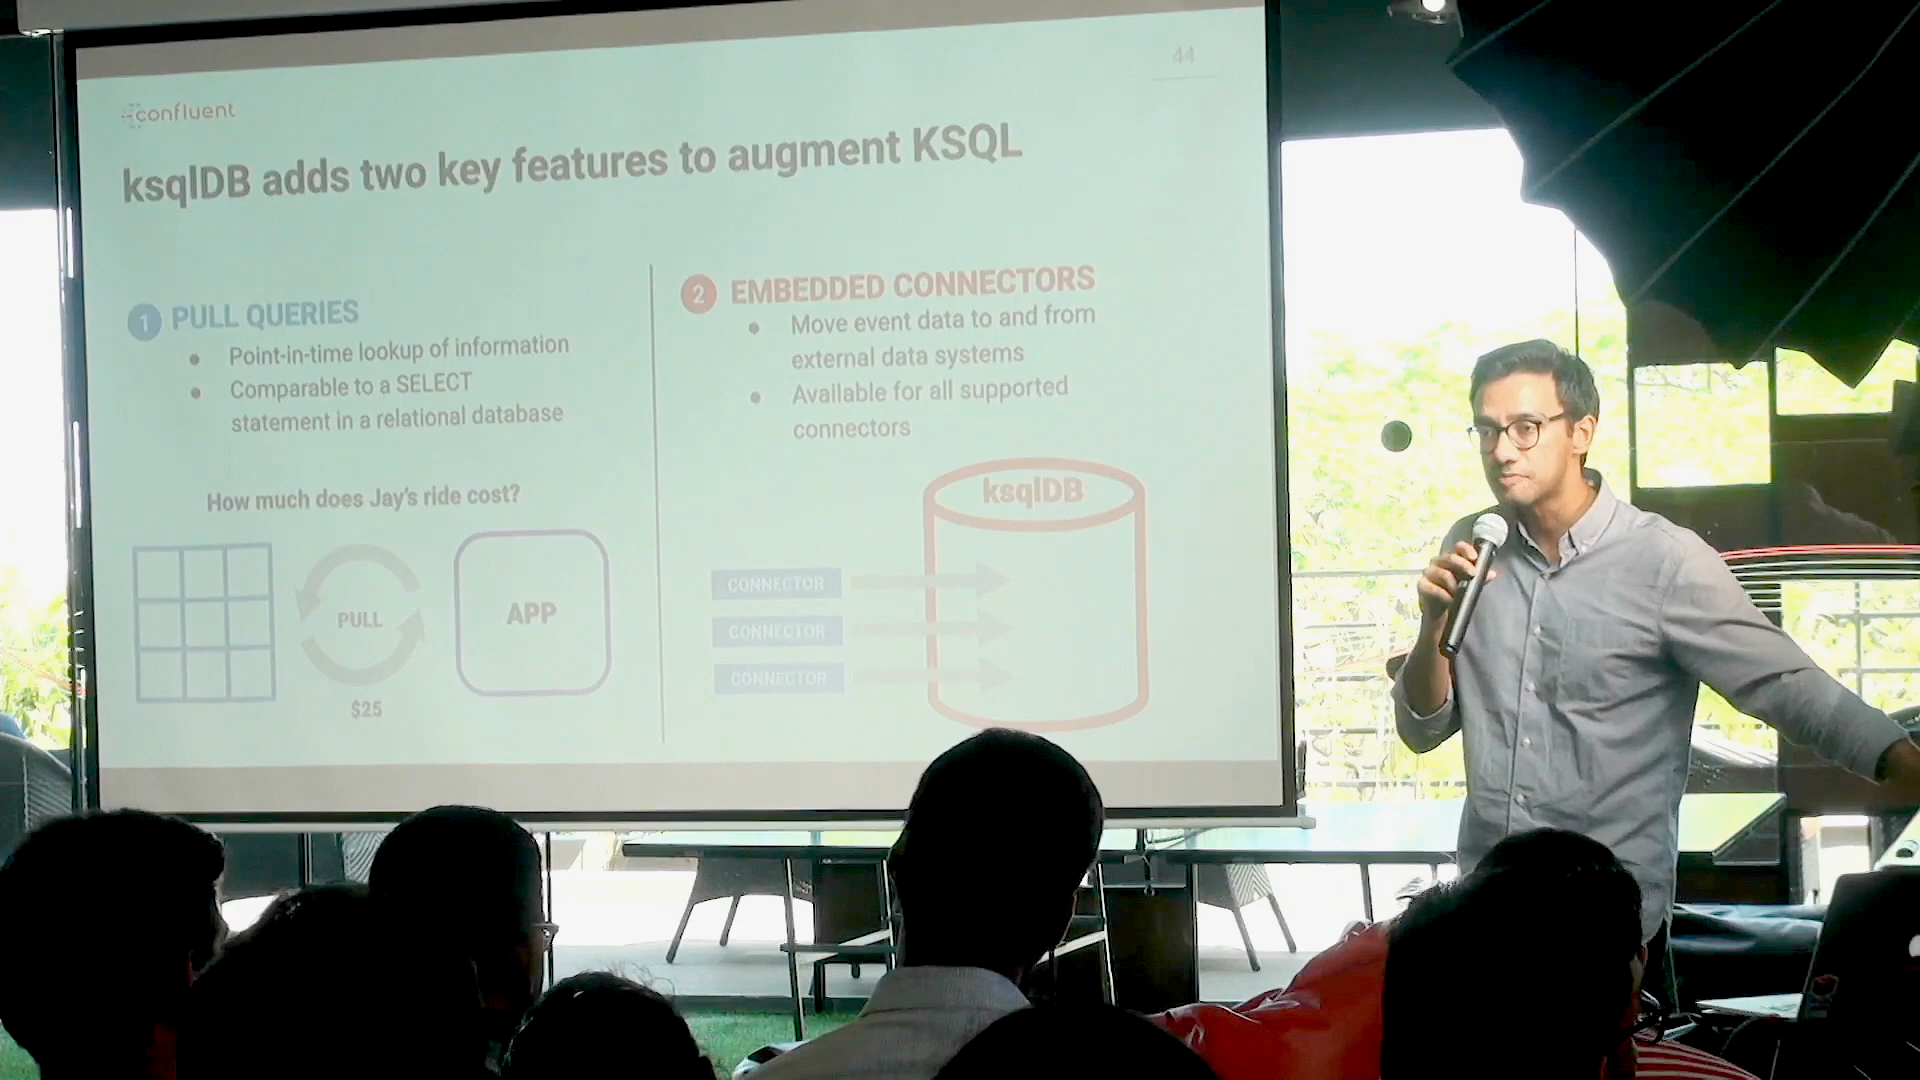 44
confluent
ksqlDB adds two key features to augment KSQL
1 PULL QUERIES
● Point-in-time lookup of information
● Comparable to a SELECT
statement in a relational database
How much does Jay's ride cost?
PULL
APP
$25
2 EMBEDDED CONNECTORS
● Move event data to and from
external data systems
● Available for all supported
connectors
ksqlDB
CONNECTOR
CONNECTOR
CONNECTOR